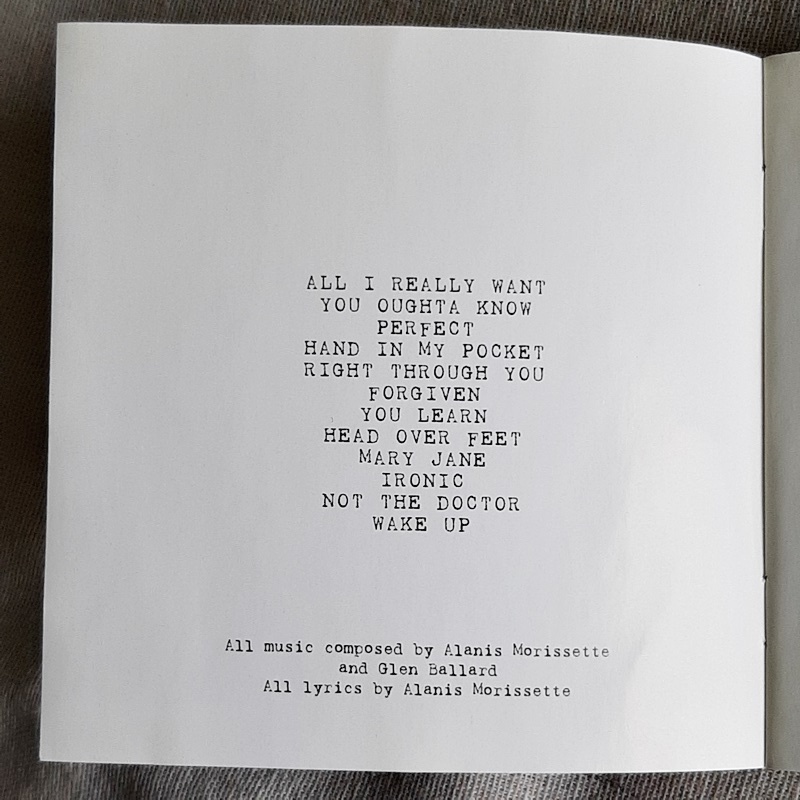 ALL I REALLY WANT
YOU OUGHTA KNOW
PERFECT
HAND IN MY POCKET
RIGHT THROUGH YOU
FORGIVEN
YOU LEARN
HEAD OVER FEET
MARY JANE
IRONIC
NOT THE DOCTOR
WAKE UP
All music composed by Alanis Morissette
and Glen Ballard
All lyrics by Alanis Morissette